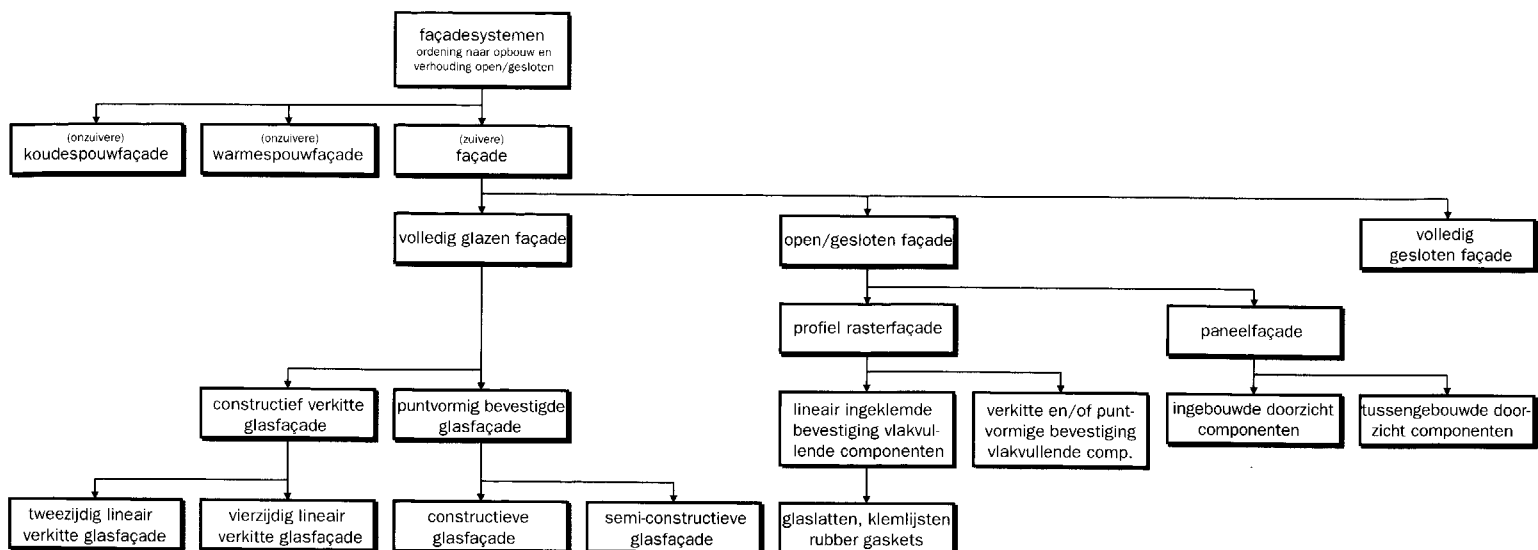 façadesystemen
ordening naar opbouw en
verhouding open/gesloten
(onzuivere)
koudespouwfaçade
(onzuivere)
warmespouwfaçade
(zuivere)
façade
volledig glazen façade
open/gesloten façade
volledig
gesloten façade
profiel rasterfaçade
paneelfaçade
constructief verkitte
glasfaçade
puntvormig bevestigde
glasfaçade
lineair ingeklemde
bevestiging vlakvul-
lende componenten
verkitte en/of punt-
vormige bevestiging
vlakvullende comp.
ingebouwde doorzicht
componenten
tussengebouwde door-
zicht componenten
tweezijdig lineair
verkitte glasfaçade
vierzijdig lineair
verkitte glasfaçade
constructieve
glasfaçade
semi-constructieve
glasfaçade
glaslatten, klemlijsten
rubber gaskets